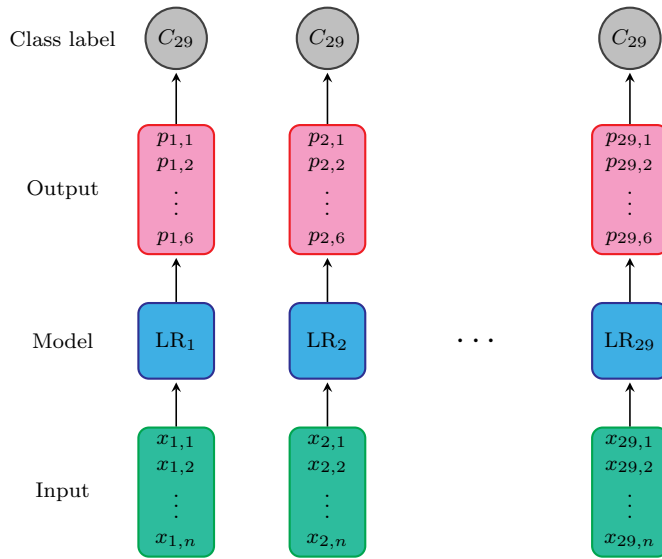 Class label C₂₉ C₂₉ C₂₉
p₁,₁ p₂,₁ p₂₉,₁
p₁,₂ p₂,₂ p₂₉,₂
Output ⋮ ⋮ ⋮
p₁,₆ p₂,₆ p₂₉,₆
Model LR₁ LR₂ ⋯ LR₂₉
x₁,₁ x₂,₁ x₂₉,₁
x₁,₂ x₂,₂ x₂₉,₂
Input ⋮ ⋮ ⋮
x₁,ₙ x₂,ₙ x₂₉,ₙ